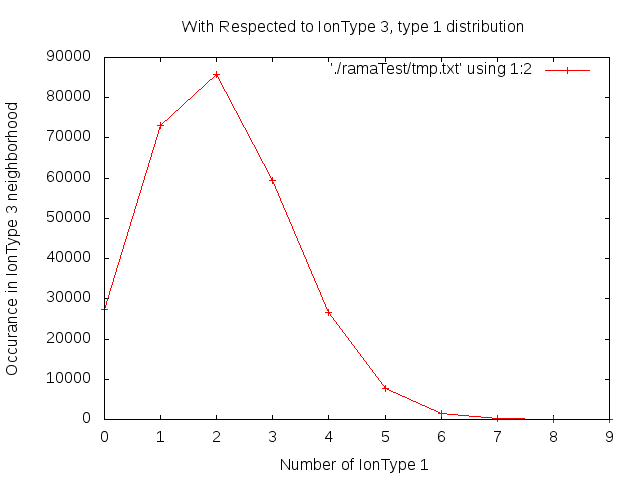 With Respected to IonType 3, type 1 distribution
90000
'./ramaTest/tmp.txt' using 1:2
80000
70000
60000
50000
40000
30000
20000
10000
0
Occurance in IonType 3 neighborhood
0 1 2 3 4 5 6 7 8 9
Number of IonType 1